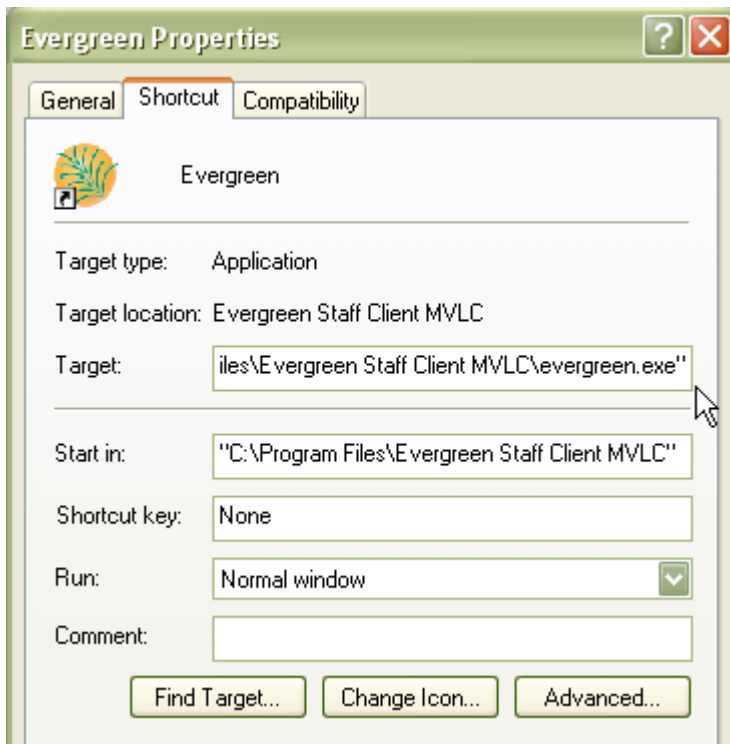 Evergreen Properties
General Shortcut Compatibility
Evergreen
Target type: Application
Target location: Evergreen Staff Client MVLC
Target: iles\Evergreen Staff Client MVLC\evergreen.exe"
Start in: "C:\Program Files\Evergreen Staff Client MVLC"
Shortcut key: None
Run: Normal window
Comment:
Find Target... Change Icon... Advanced...